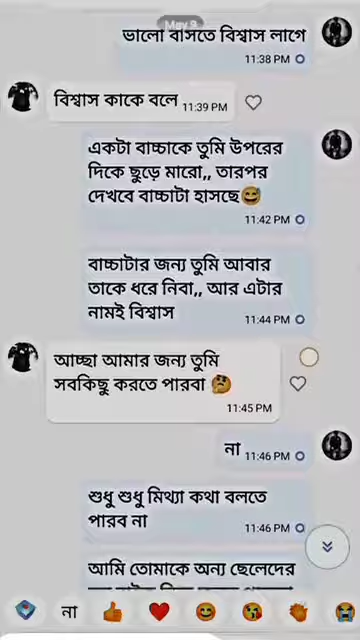 May 9
ভালো বাসতে বিশ্বাস লাগে
11:38 PM
বিশ্বাস কাকে বলে 11:39 PM
একটা বাচ্চাকে তুমি উপরের
দিকে ছুড়ে মারো,, তারপর
দেখবে বাচ্চাটা হাসছে😅
11:42 PM
বাচ্চাটার জন্য তুমি আবার
তাকে ধরে নিবা,, আর এটার
নামই বিশ্বাস
11:44 PM
আচ্ছা আমার জন্য তুমি
সবকিছু করতে পারবা 🤔
11:45 PM
না 11:46 PM
শুধু শুধু মিথ্যা কথা বলতে
পারব না
11:46 PM
আমি তোমাকে অন্য ছেলেদের
না